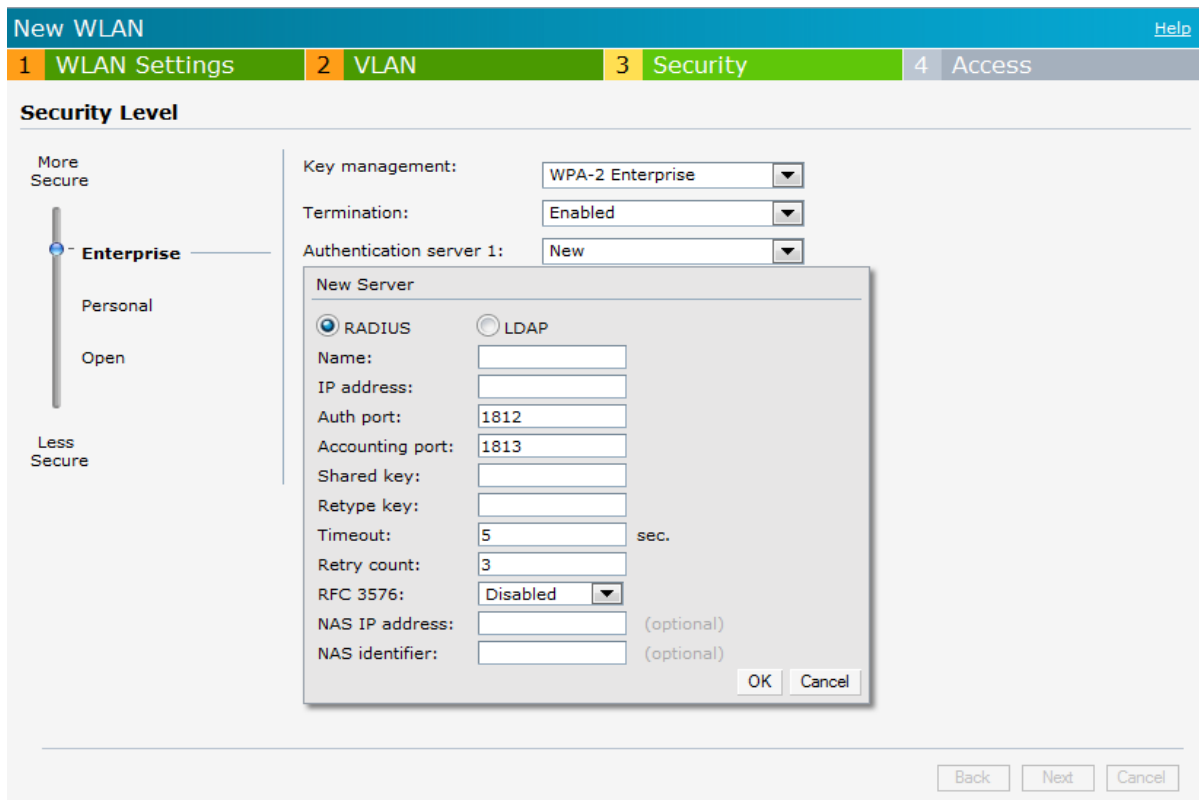 New WLAN
Help
1 WLAN Settings
2 VLAN
3 Security
4 Access
Security Level
More
Secure
Enterprise
Personal
Open
Less
Secure
Key management: WPA-2 Enterprise
Termination: Enabled
Authentication server 1: New
New Server
RADIUS LDAP
Name:
IP address:
Auth port: 1812
Accounting port: 1813
Shared key:
Retype key:
Timeout: 5 sec.
Retry count: 3
RFC 3576: Disabled
NAS IP address: (optional)
NAS identifier: (optional)
OK Cancel
Back Next Cancel